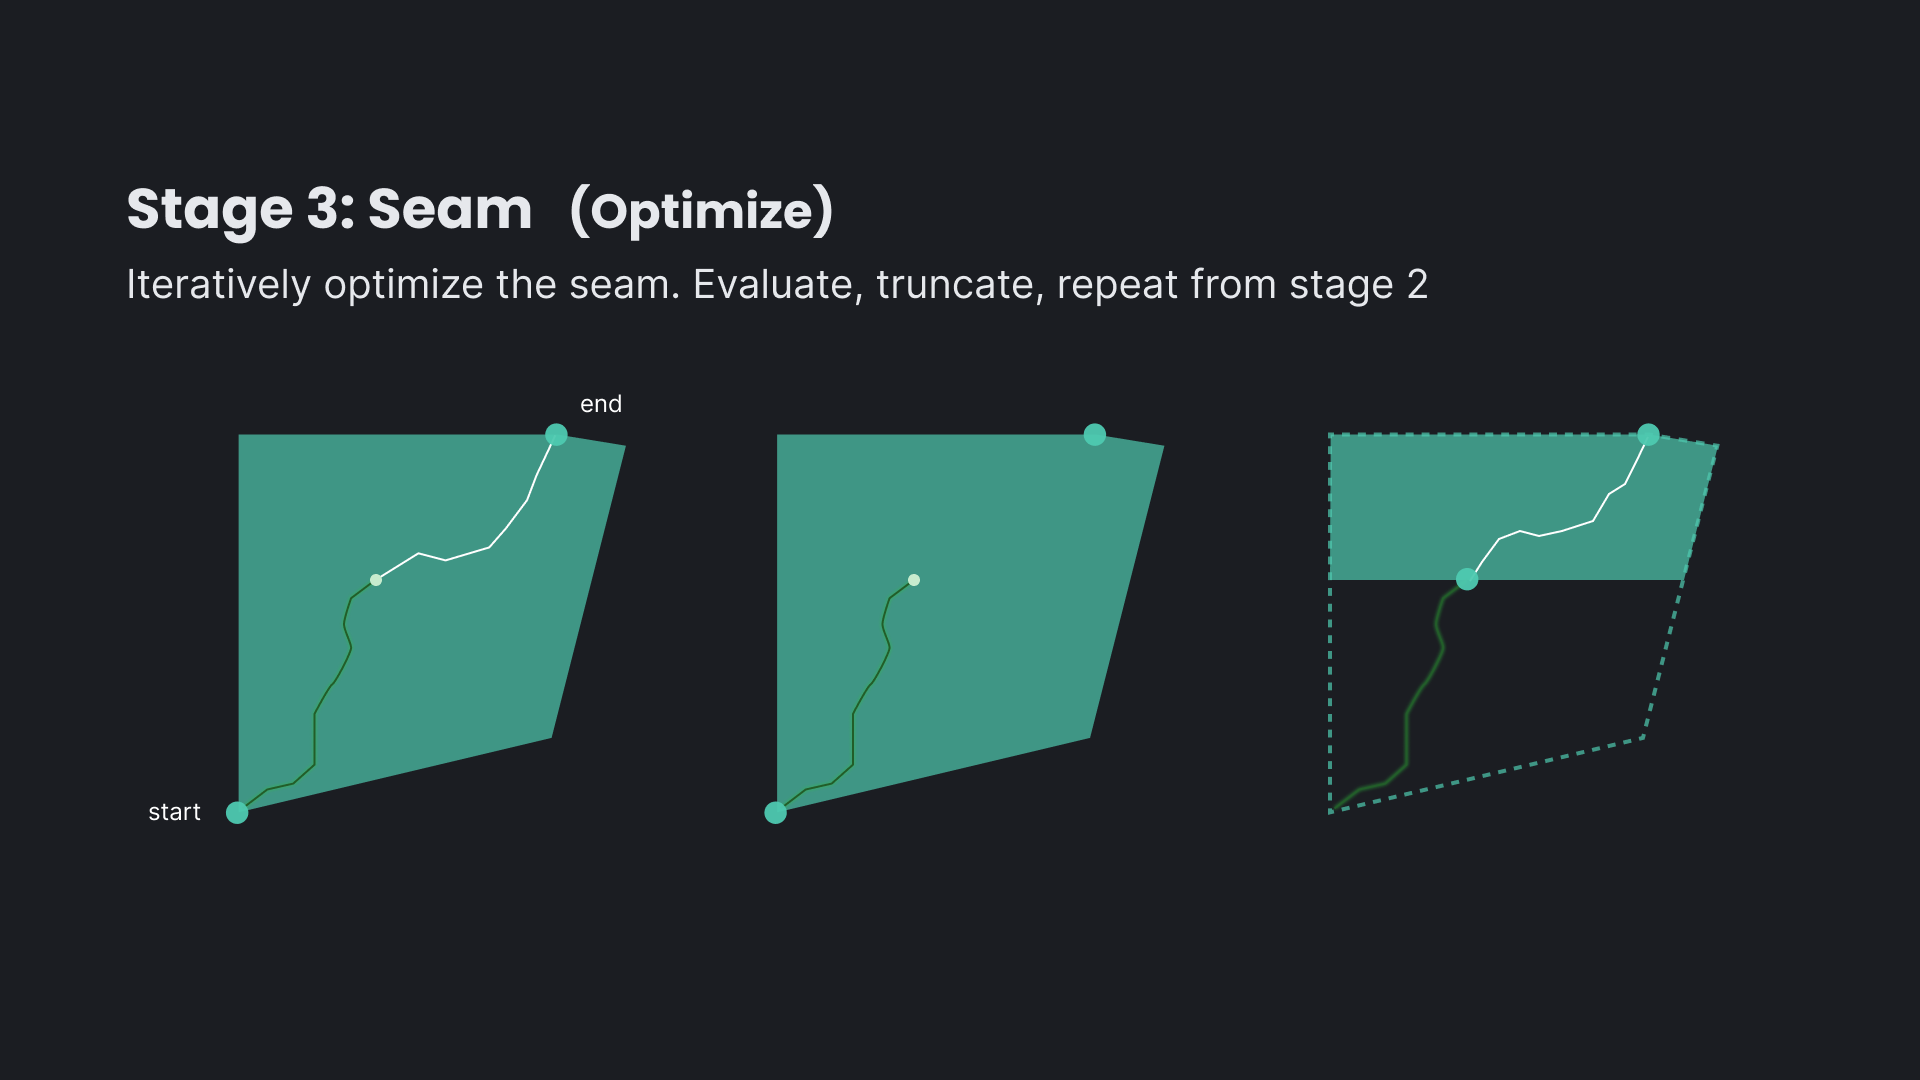 Stage 3: Seam (Optimize)
Iteratively optimize the seam. Evaluate, truncate, repeat from stage 2
end
start